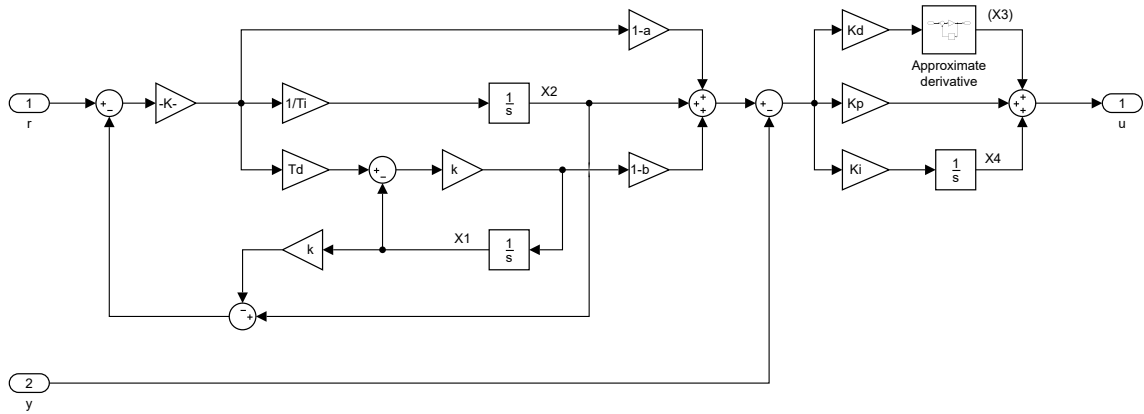 1-a
Kd
(X3)
Approximate
derivative
1
r
+
−
-K-
1/Ti
1
s
X2
+
+
+
+
−
Kp
+
+
+
1
u
Td
+
−
k
1-b
Ki
1
s
X4
k
X1
1
s
−
+
2
y